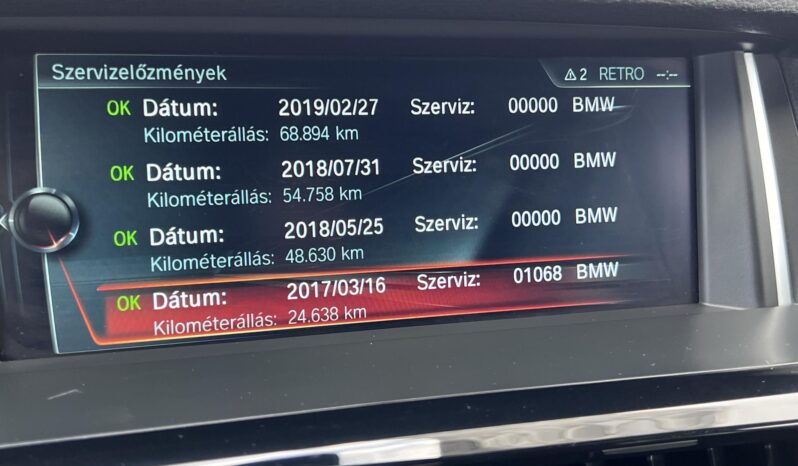 Szervizelőzmények ⚠ 2 RETRO --:--
OK Dátum: 2019/02/27 Szerviz: 00000 BMW
Kilométerállás: 68.894 km
OK Dátum: 2018/07/31 Szerviz: 00000 BMW
Kilométerállás: 54.758 km
OK Dátum: 2018/05/25 Szerviz: 00000 BMW
Kilométerállás: 48.630 km
OK Dátum: 2017/03/16 Szerviz: 01068 BMW
Kilométerállás: 24.638 km